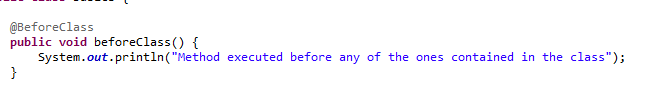 @BeforeClass
public void beforeClass() {
System.out.println("Method executed before any of the ones contained in the class");
}